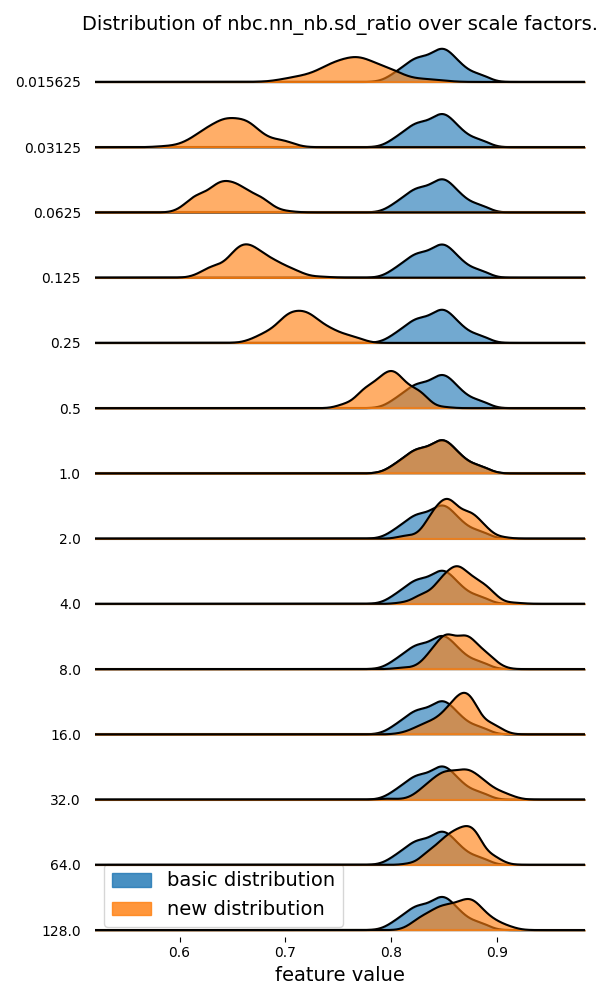 Distribution of nbc.nn_nb.sd_ratio over scale factors.
0.015625
0.03125
0.0625
0.125
0.25
0.5
1.0
2.0
4.0
8.0
16.0
32.0
64.0
basic distribution
new distribution
128.0
0.6 0.7 0.8 0.9
feature value